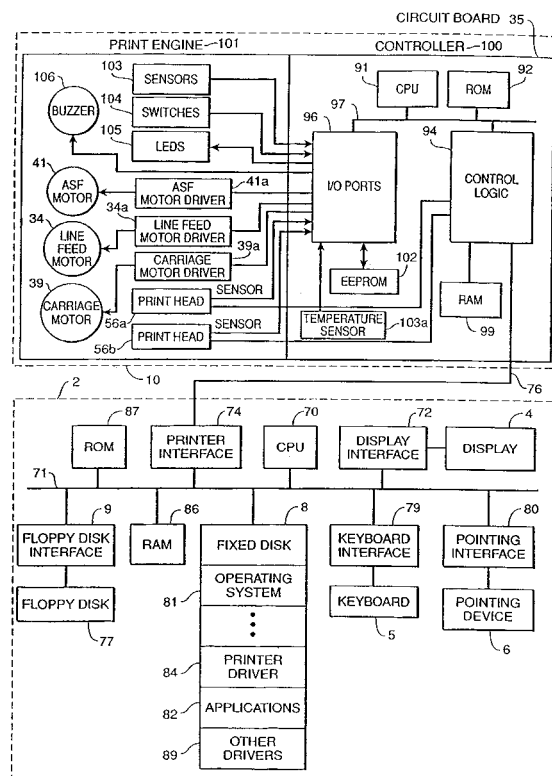 CIRCUIT BOARD 35
PRINT ENGINE 101
CONTROLLER 100
106
BUZZER
103
SENSORS
104
SWITCHES
105
LEDS
91
CPU
92
ROM
96
97
94
I/O PORTS
CONTROL
LOGIC
41
ASF
MOTOR
ASF
MOTOR DRIVER
41a
34
LINE FEED
MOTOR
34a
LINE FEED
MOTOR DRIVER
39
CARRIAGE
MOTOR
CARRIAGE
MOTOR DRIVER
39a
EEPROM
102
PRINT HEAD
SENSOR
56a
PRINT HEAD
SENSOR
56b
TEMPERATURE
SENSOR
103a
RAM
99
10
76
2
87
ROM
74
PRINTER
INTERFACE
70
CPU
72
DISPLAY
INTERFACE
4
DISPLAY
71
9
FLOPPY DISK
INTERFACE
86
RAM
8
FIXED DISK
79
KEYBOARD
INTERFACE
80
POINTING
INTERFACE
FLOPPY DISK
77
81
OPERATING
SYSTEM
KEYBOARD
5
POINTING
DEVICE
6
84
PRINTER
DRIVER
82
APPLICATIONS
89
OTHER
DRIVERS